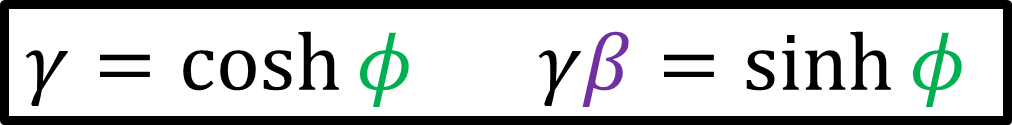 γ = cosh ϕ γβ = sinh ϕ